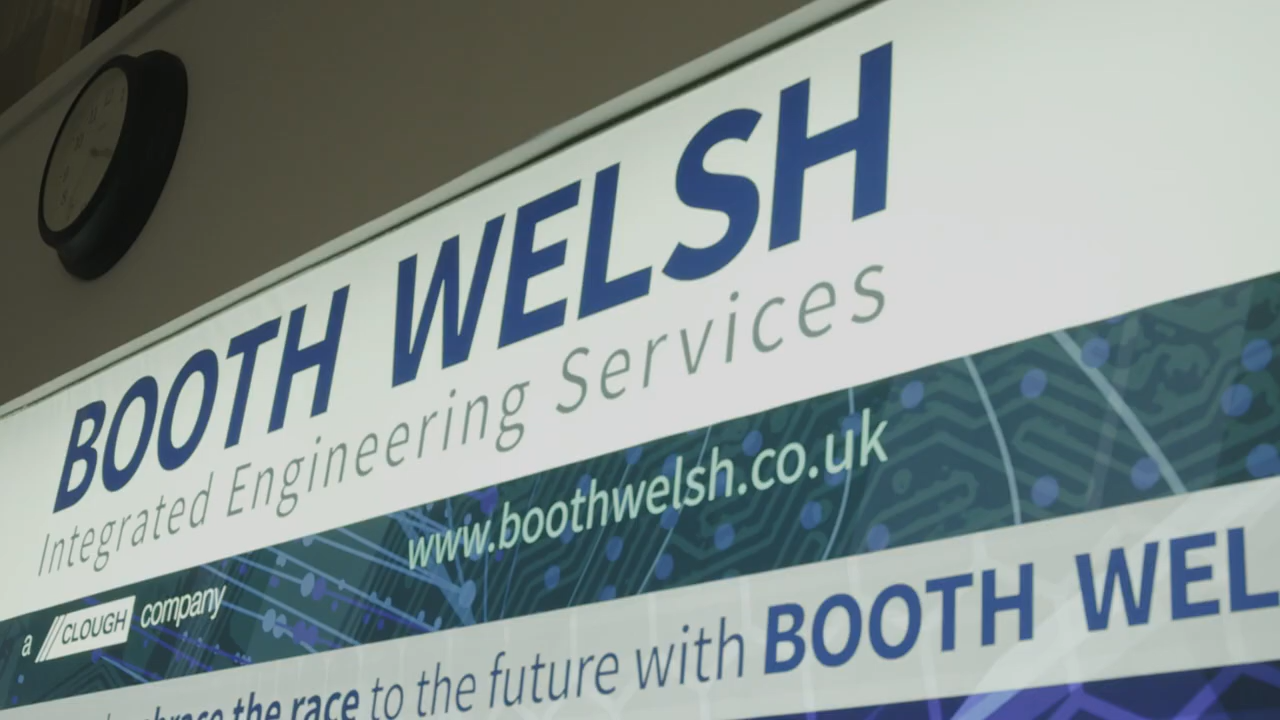 BOOTH WELSH
Integrated Engineering Services
www.boothwelsh.co.uk
a CLOUGH company
the race to the future with BOOTH WEL